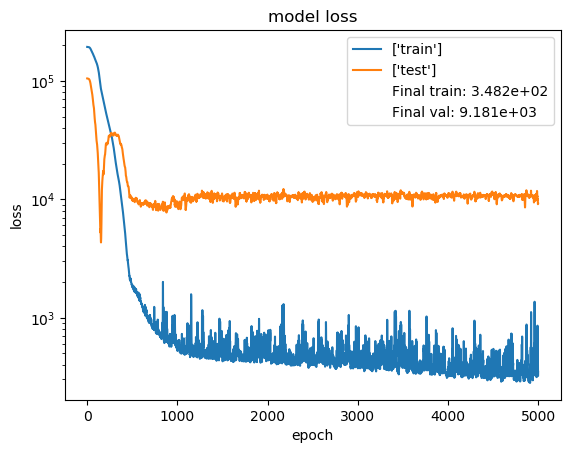 model loss
['train']
['test']
Final train: 3.482e+02
Final val: 9.181e+03
loss
10^5
10^4
10^3
0 1000 2000 3000 4000 5000
epoch